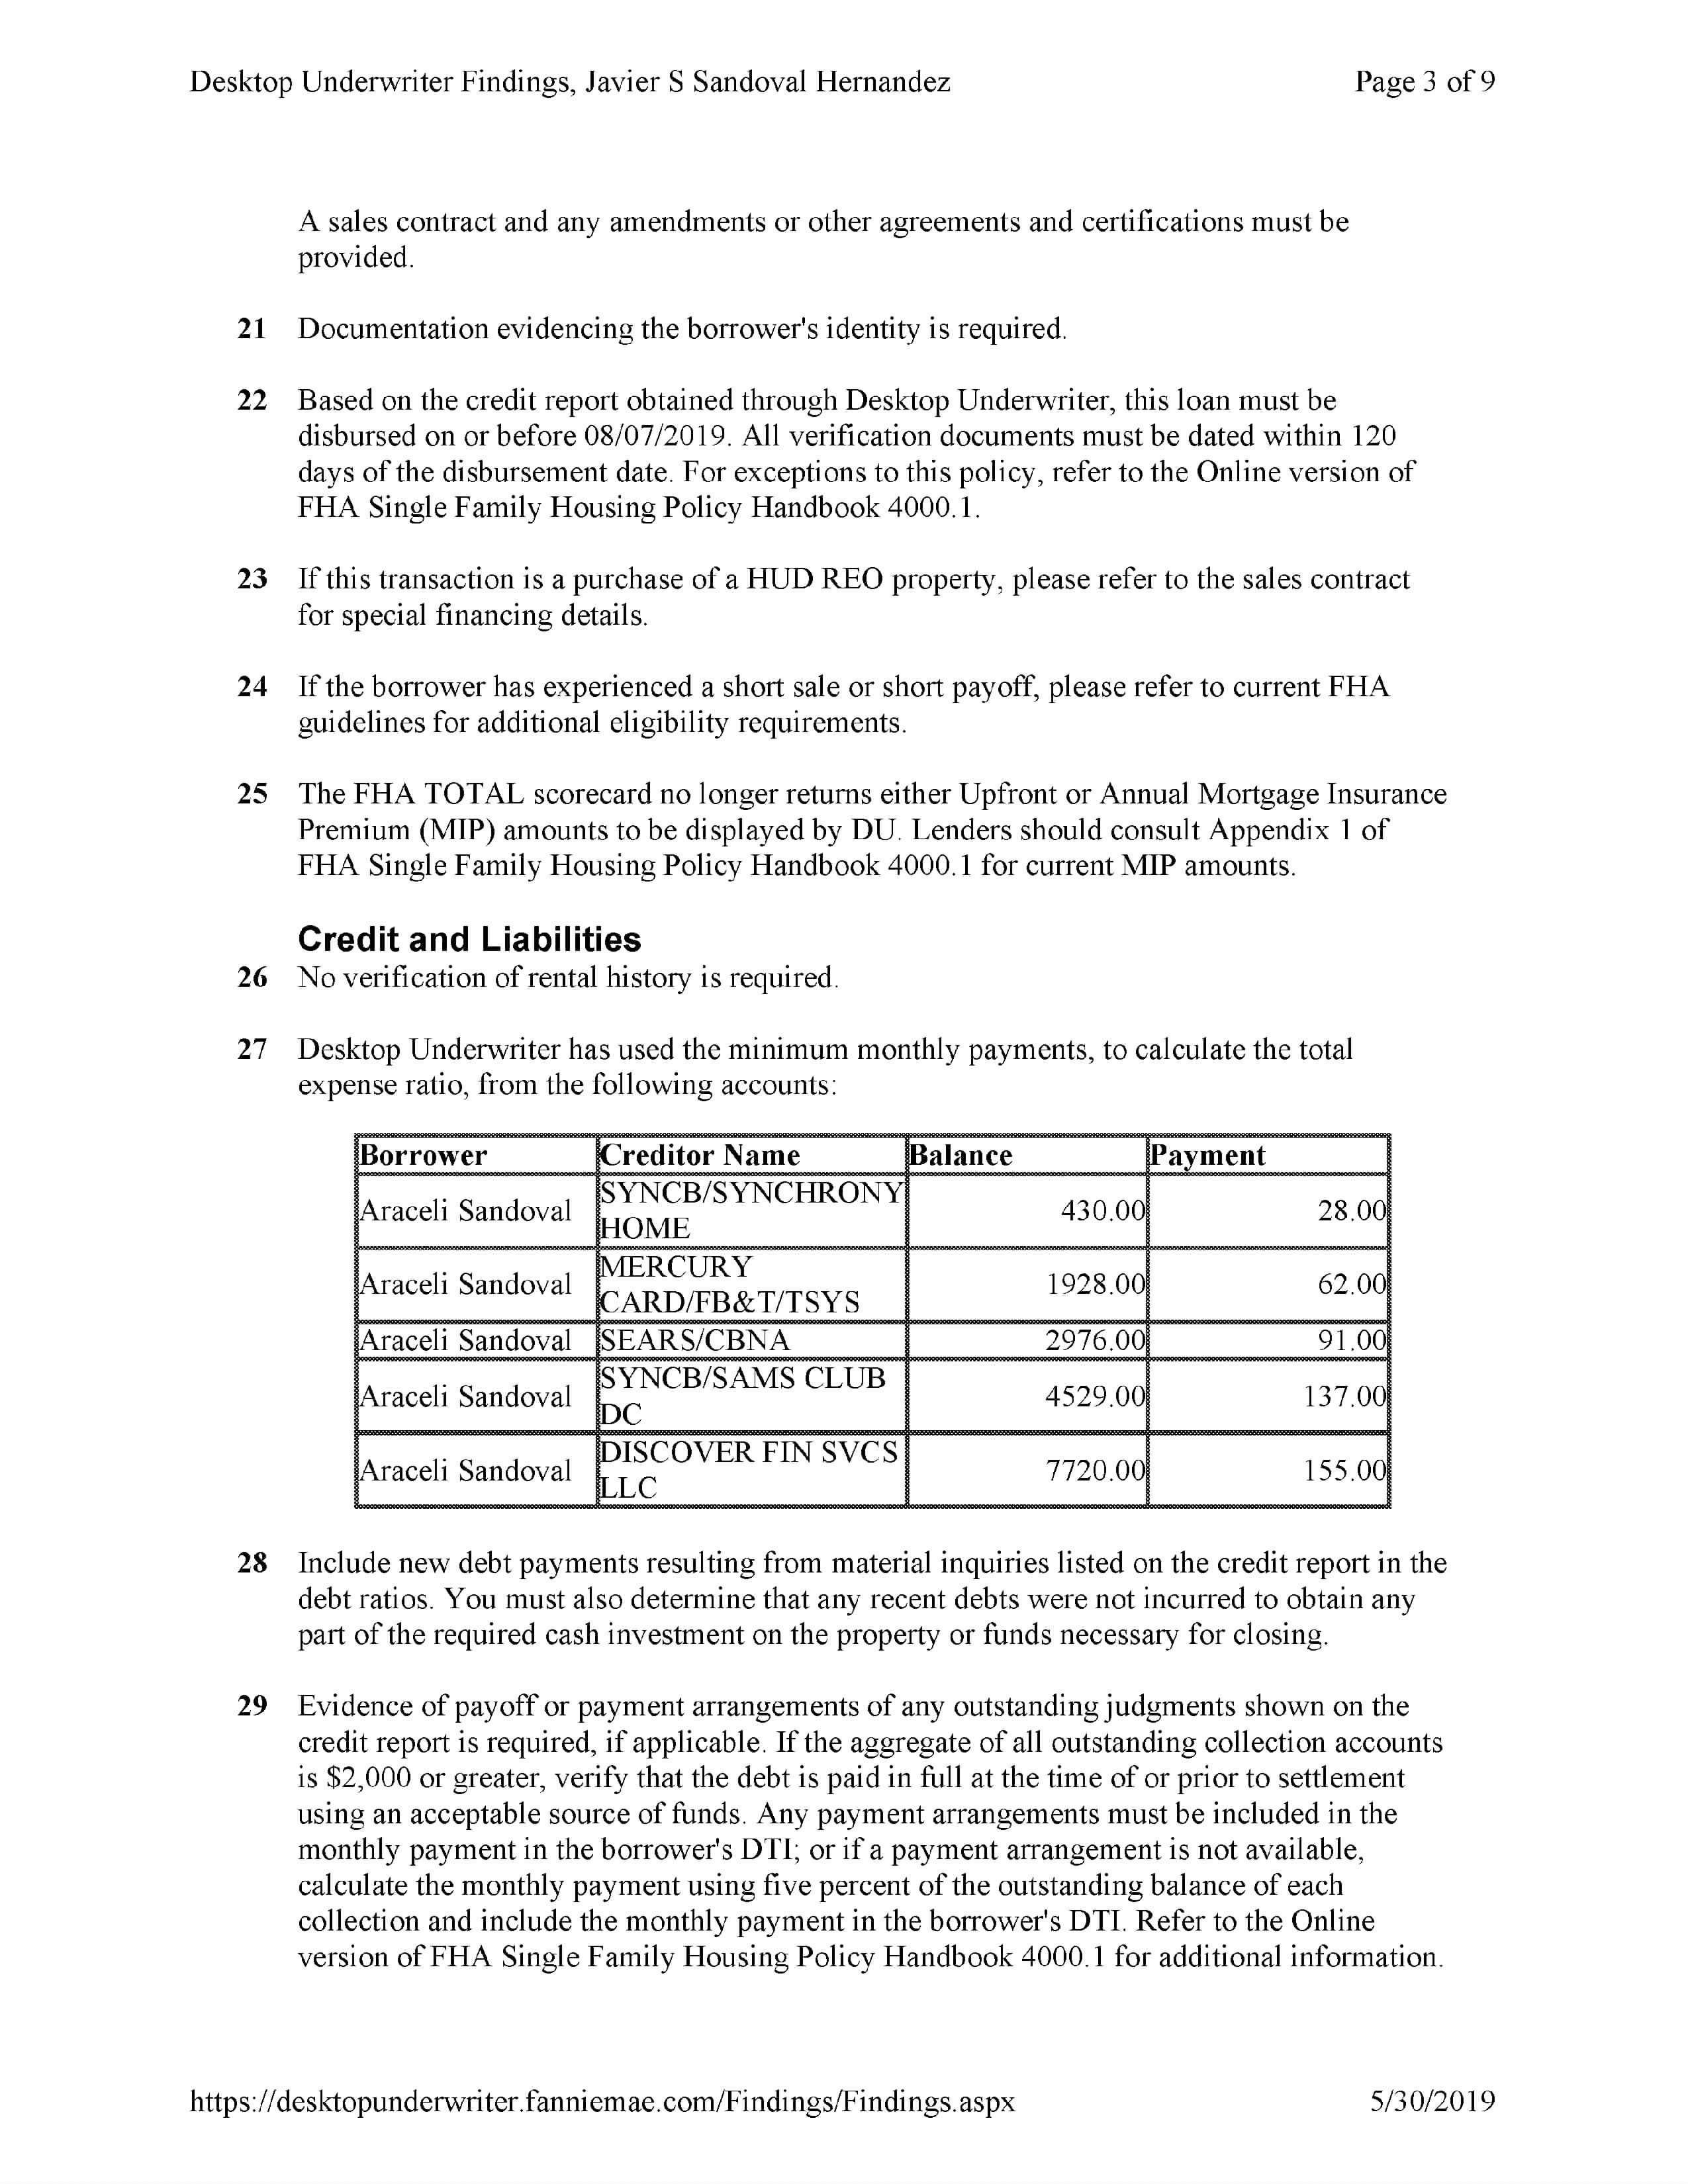 Desktop Underwriter Findings, Javier S Sandoval Hernandez Page 3 of 9
A sales contract and any amendments or other agreements and certifications must be
provided.
21 Documentation evidencing the borrower's identity is required.
22 Based on the credit report obtained through Desktop Underwriter, this loan must be
disbursed on or before 08/07/2019. All verification documents must be dated within 120
days of the disbursement date. For exceptions to this policy, refer to the Online version of
FHA Single Family Housing Policy Handbook 4000.1.
23 If this transaction is a purchase of a HUD REO property, please refer to the sales contract
for special financing details.
24 If the borrower has experienced a short sale or short payoff, please refer to current FHA
guidelines for additional eligibility requirements.
25 The FHA TOTAL scorecard no longer returns either Upfront or Annual Mortgage Insurance
Premium (MIP) amounts to be displayed by DU. Lenders should consult Appendix 1 of
FHA Single Family Housing Policy Handbook 4000.1 for current MIP amounts.
Credit and Liabilities
26 No verification of rental history is required.
27 Desktop Underwriter has used the minimum monthly payments, to calculate the total
expense ratio, from the following accounts:
Borrower Creditor Name Balance Payment
Araceli Sandoval SYNCB/SYNCHRONY HOME 430.00 28.00
Araceli Sandoval MERCURY CARD/FB&T/TSYS 1928.00 62.00
Araceli Sandoval SEARS/CBNA 2976.00 91.00
Araceli Sandoval SYNCB/SAMS CLUB DC 4529.00 137.00
Araceli Sandoval DISCOVER FIN SVCS LLC 7720.00 155.00
28 Include new debt payments resulting from material inquiries listed on the credit report in the
debt ratios. You must also determine that any recent debts were not incurred to obtain any
part of the required cash investment on the property or funds necessary for closing.
29 Evidence of payoff or payment arrangements of any outstanding judgments shown on the
credit report is required, if applicable. If the aggregate of all outstanding collection accounts
is $2,000 or greater, verify that the debt is paid in full at the time of or prior to settlement
using an acceptable source of funds. Any payment arrangements must be included in the
monthly payment in the borrower's DTI; or if a payment arrangement is not available,
calculate the monthly payment using five percent of the outstanding balance of each
collection and include the monthly payment in the borrower's DTI. Refer to the Online
version of FHA Single Family Housing Policy Handbook 4000.1 for additional information.
https://desktopunderwriter.fanniemae.com/Findings/Findings.aspx 5/30/2019